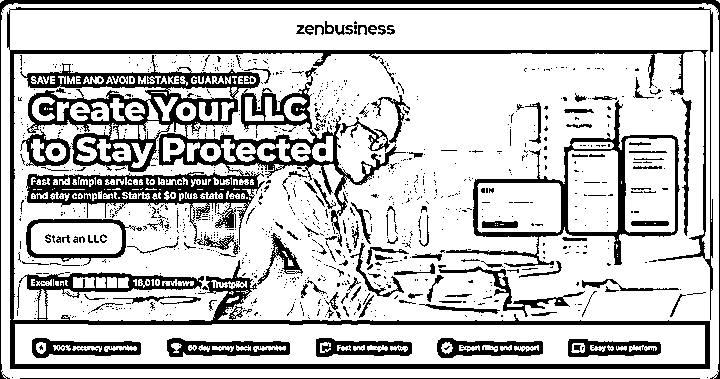 zenbusiness
SAVE TIME AND AVOID MISTAKES, GUARANTEED
Create Your LLC
to Stay Protected
Fast and simple services to launch your business
and stay compliant. Starts at $0 plus state fees.
Start an LLC
Excellent 18,010 reviews Trustpilot
100% accuracy guarantee
60 day money back guarantee
Fast and simple setup
Expert filing and support
Easy to use platform